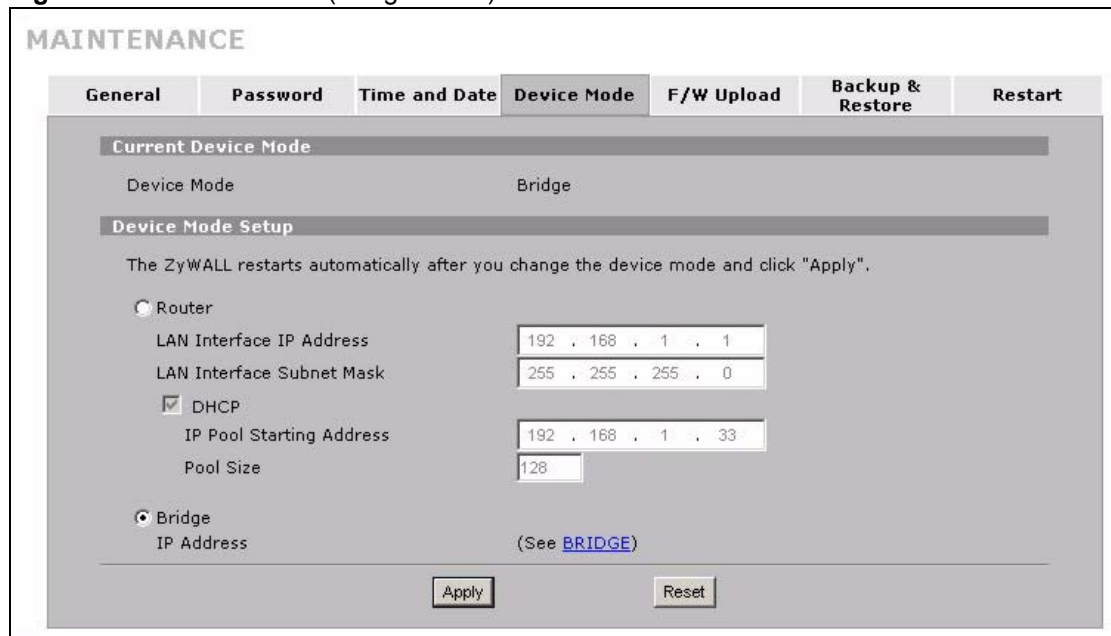 MAINTENANCE
General Password Time and Date Device Mode F/W Upload Backup & Restore Restart
Current Device Mode
Device Mode Bridge
Device Mode Setup
The ZyWALL restarts automatically after you change the device mode and click "Apply".
Router
LAN Interface IP Address 192 . 168 . 1 . 1
LAN Interface Subnet Mask 255 . 255 . 255 . 0
DHCP
IP Pool Starting Address 192 . 168 . 1 . 33
Pool Size 128
Bridge
IP Address (See BRIDGE)
Apply Reset